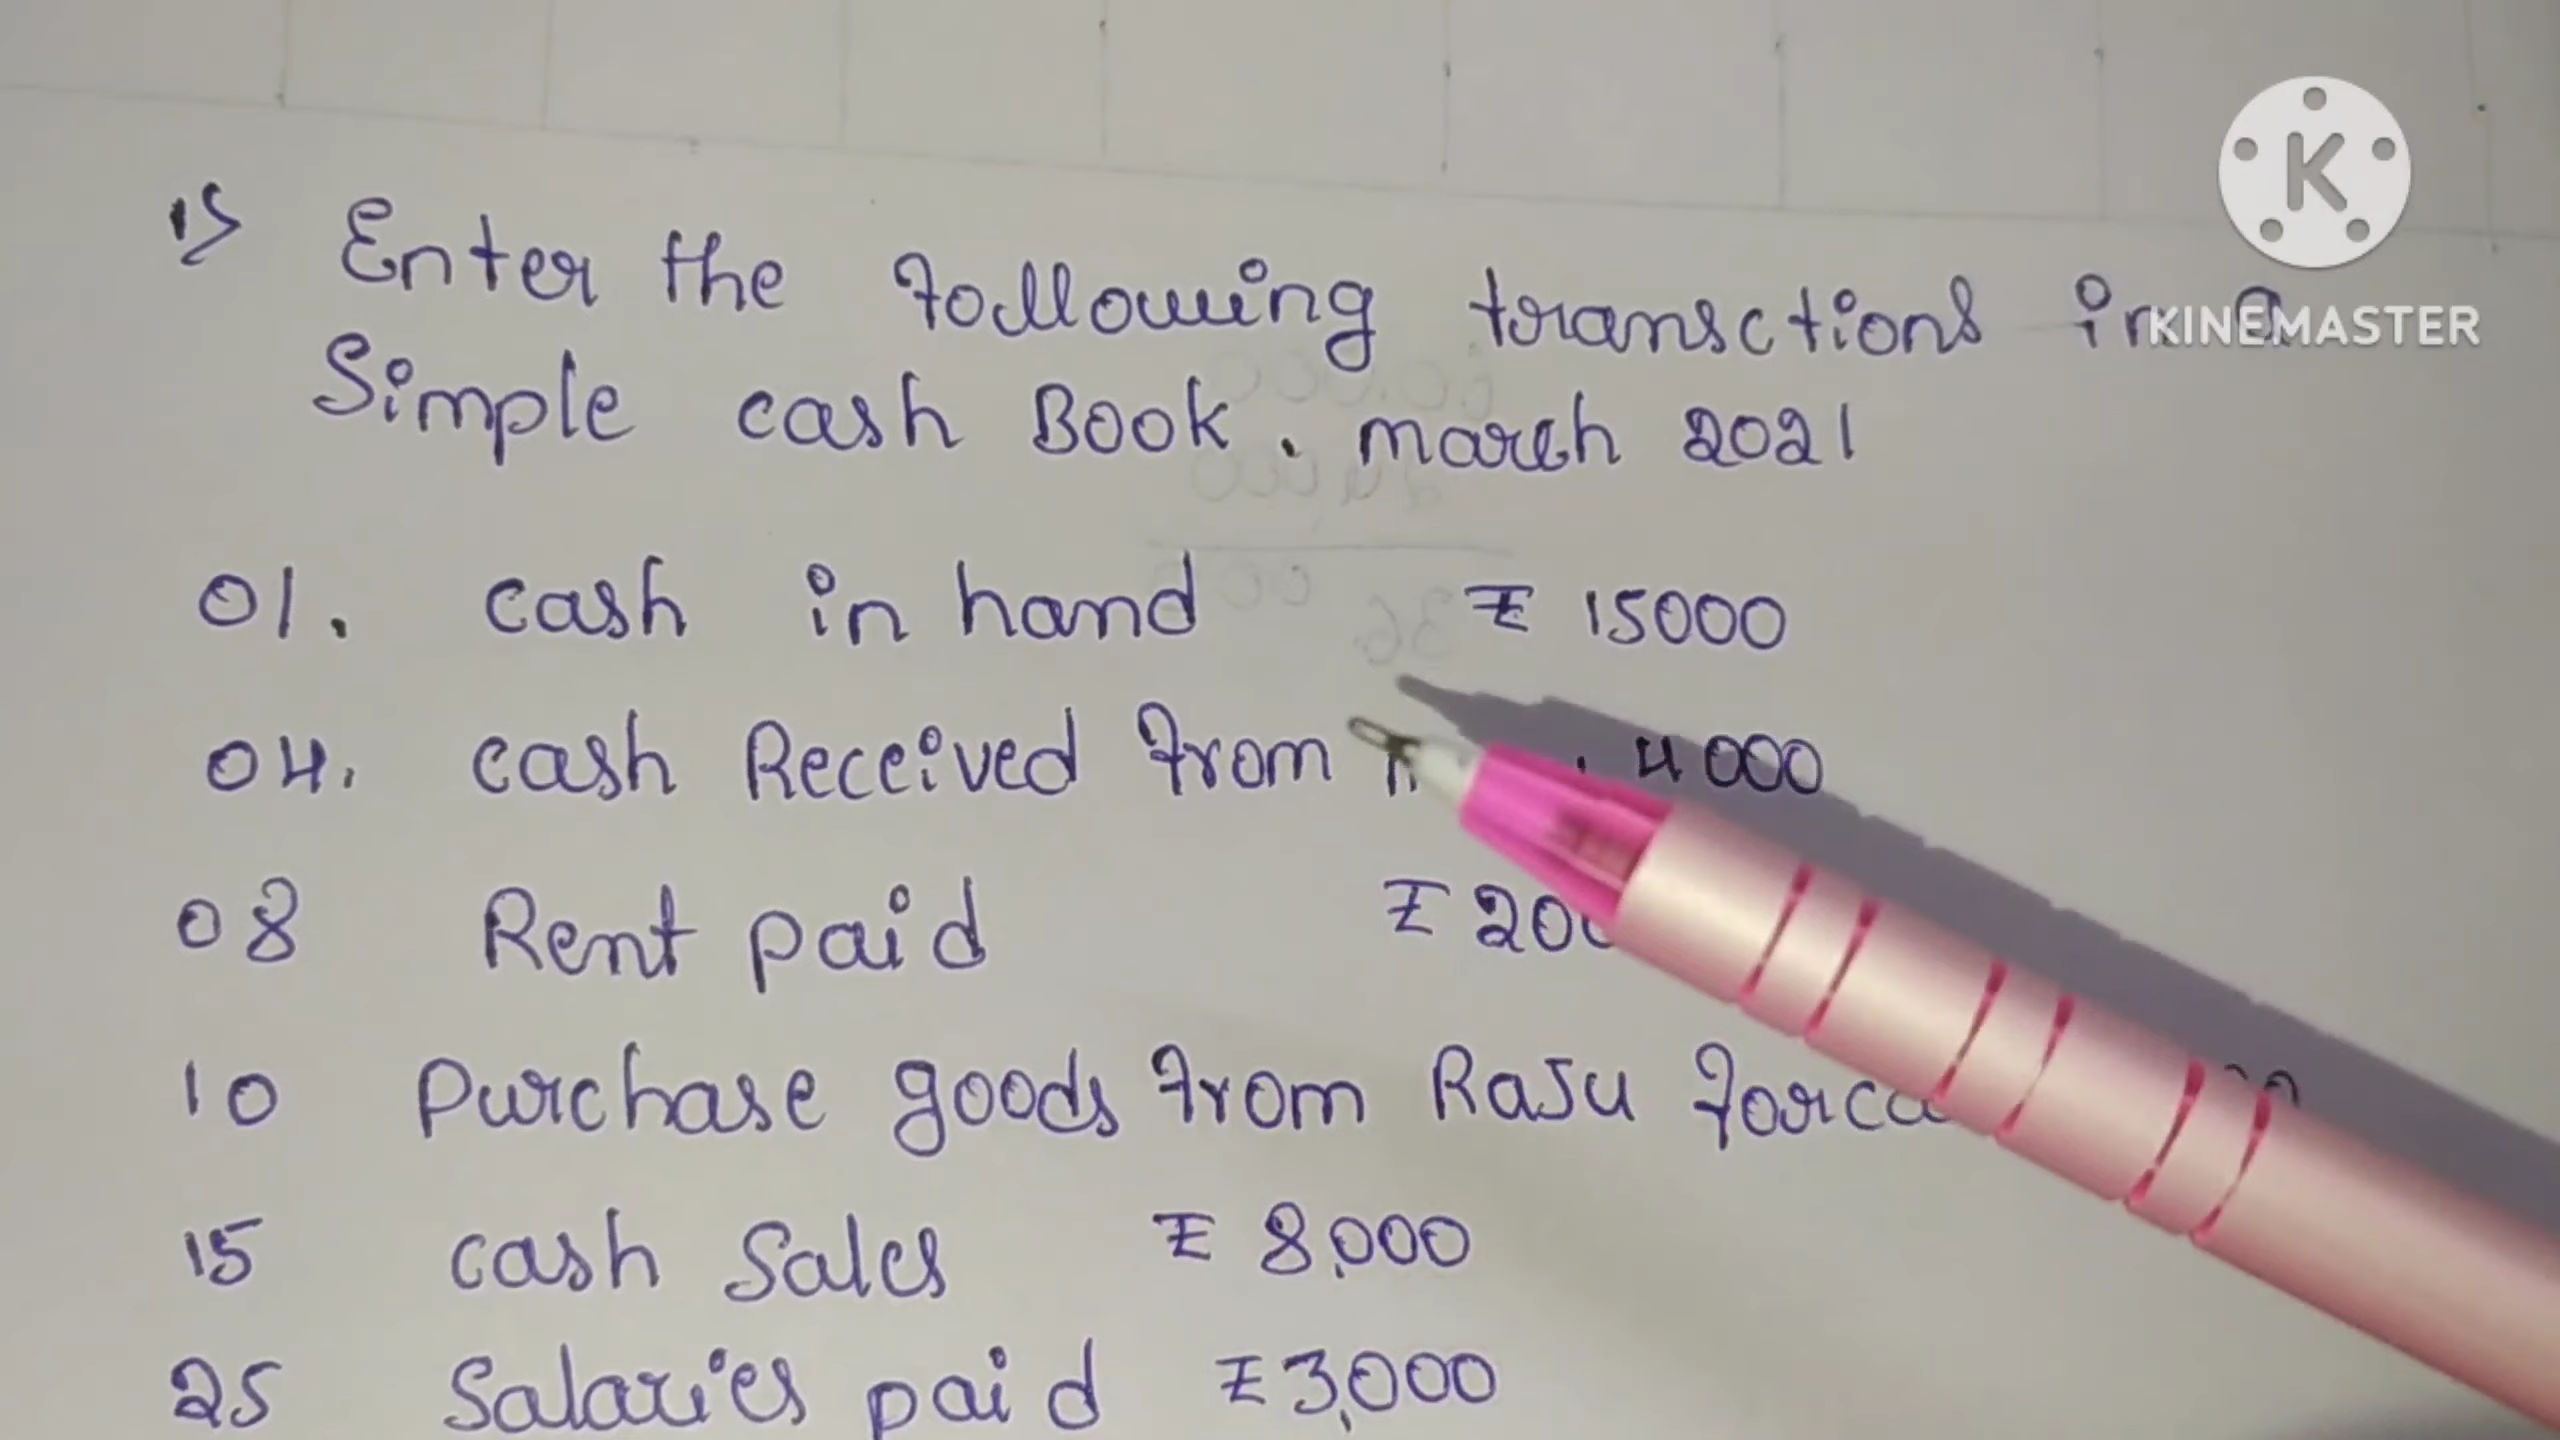 1) Enter the following transctions in a
Simple cash Book. march 2021
01. cash in hand ₹ 15000
04. cash Received from 4000
08 Rent paid ₹
10 Purchase goods from Raju
15 cash Sales ₹ 8,000
25 Salaries paid ₹ 3,000
KINEMASTER